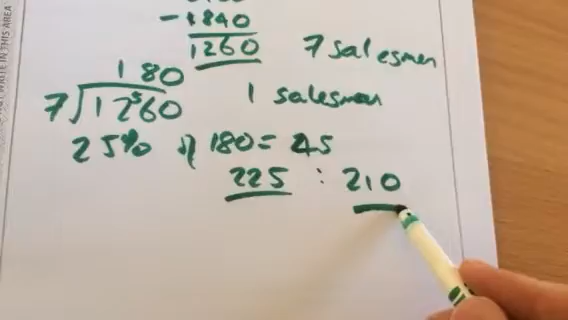 -1840
1260 7 salesmen
180
7 1260 1 salesman
25% of 180 = 45
225 : 210